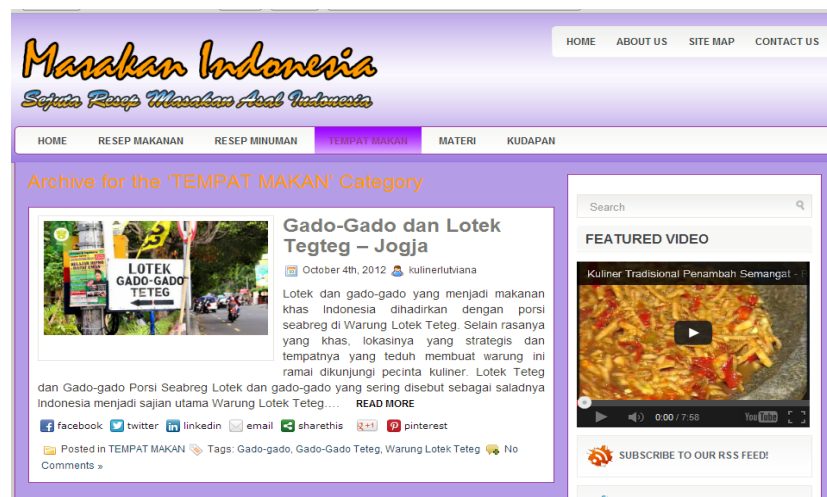 HOME ABOUT US SITE MAP CONTACT US
Masakan Indonesia
Sejuta Resep Masakan Asal Indonesia
HOME RESEP MAKANAN RESEP MINUMAN TEMPAT MAKAN MATERI KUDAPAN
Archive for the 'TEMPAT MAKAN' Category
LOTEK
GADO-GADO
TETEG
Gado-Gado dan Lotek
Tegteg – Jogja
October 4th, 2012 kulinerlutviana
Lotek dan gado-gado yang menjadi makanan
khas Indonesia dihadirkan dengan porsi
seabreg di Warung Lotek Teteg. Selain rasanya
yang khas, lokasinya yang strategis dan
tempatnya yang teduh membuat warung ini
ramai dikunjungi pecinta kuliner. Lotek Teteg
dan Gado-gado Porsi Seabreg Lotek dan gado-gado yang sering disebut sebagai saladnya
Indonesia menjadi sajian utama Warung Lotek Teteg.... READ MORE
facebook twitter linkedin email sharethis +1 pinterest
Posted in TEMPAT MAKAN Tags: Gado-gado, Gado-Gado Teteg, Warung Lotek Teteg No
Comments »
Search
FEATURED VIDEO
Kuliner Tradisional Penambah Semangat -
0:00 / 7:58 YouTube
SUBSCRIBE TO OUR RSS FEED!